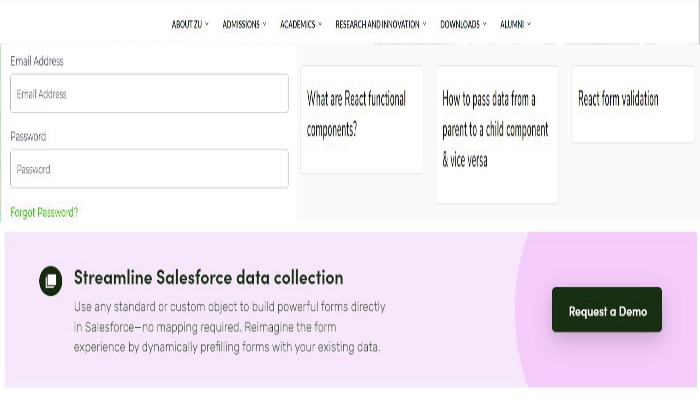 ABOUT ZU ADMISSIONS ACADEMICS RESEARCH AND INNOVATION DOWNLOADS ALUMNI
Email Address
Email Address
Password
Password
Forgot Password?
What are React functional
components?
How to pass data from a
parent to a child component
& vice versa
React form validation
Streamline Salesforce data collection
Use any standard or custom object to build powerful forms directly
in Salesforce—no mapping required. Reimagine the form
experience by dynamically prefilling forms with your existing data.
Request a Demo